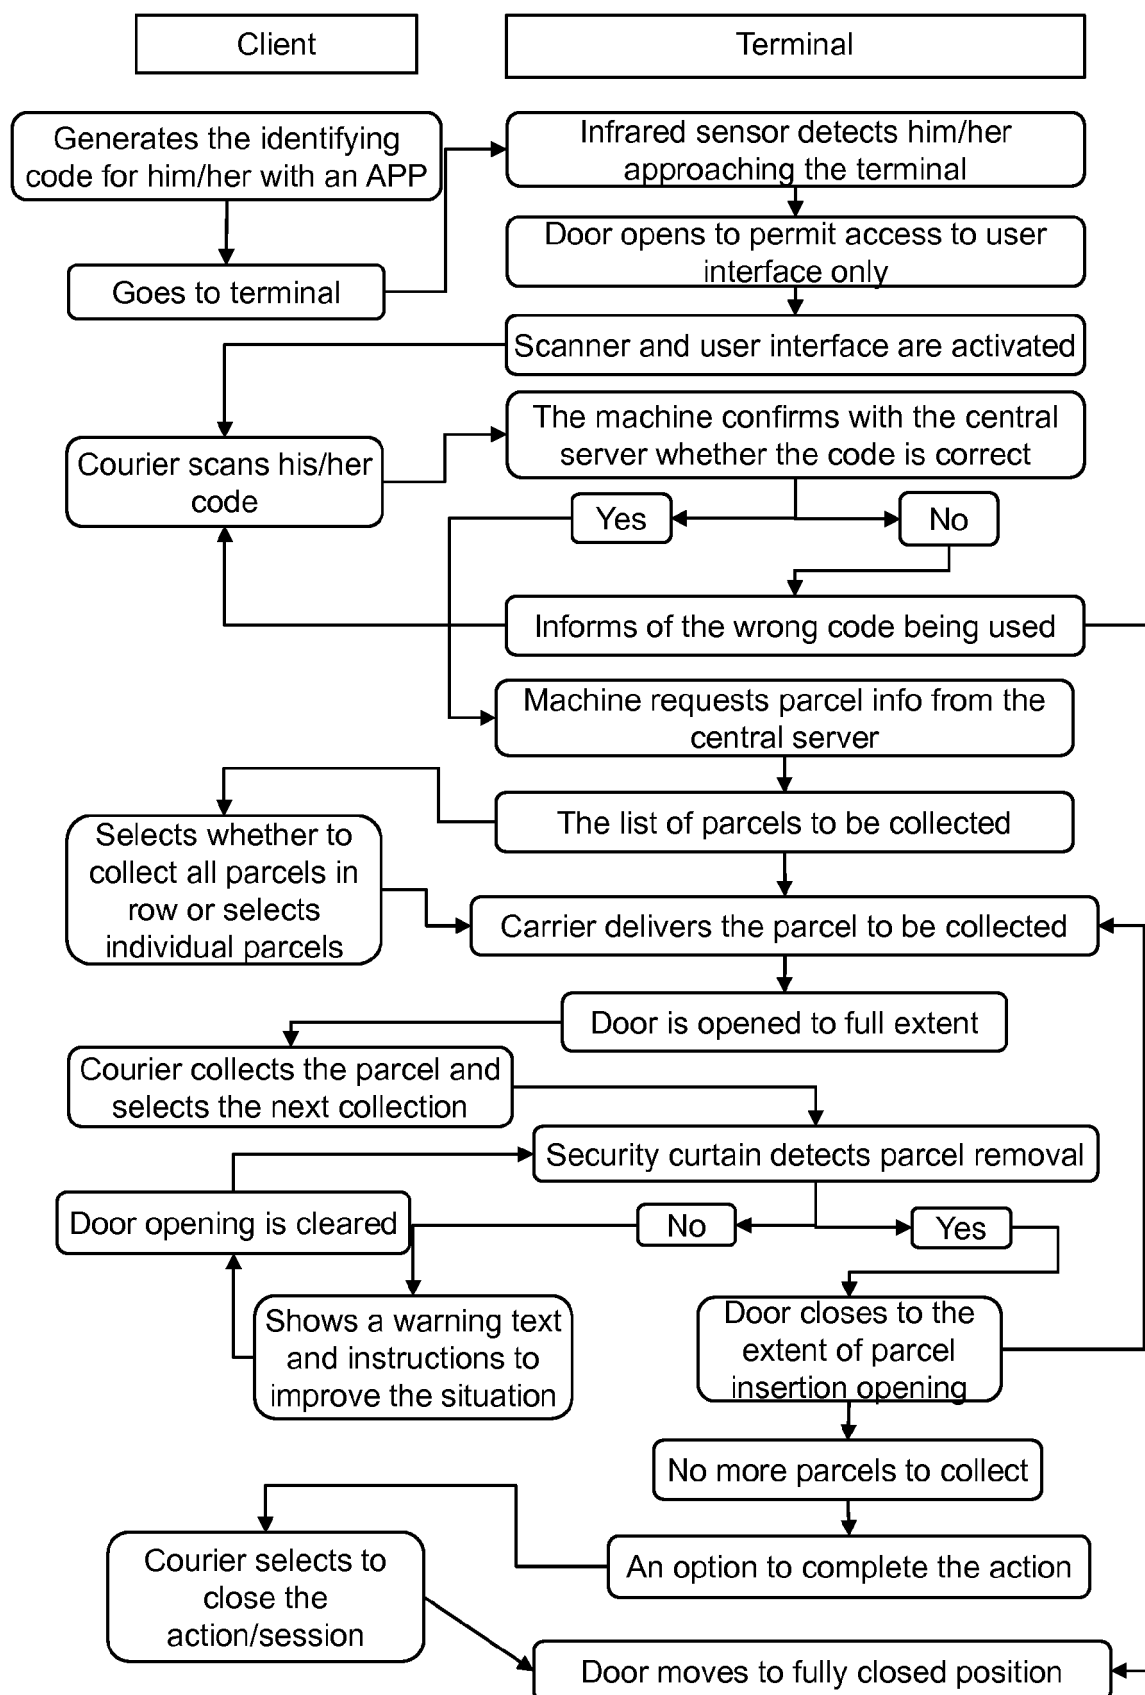 Client
Terminal
Generates the identifying
code for him/her with an APP
Infrared sensor detects him/her
approaching the terminal
Goes to terminal
Door opens to permit access to user
interface only
Scanner and user interface are activated
Courier scans his/her
code
The machine confirms with the central
server whether the code is correct
Yes
No
Informs of the wrong code being used
Machine requests parcel info from the
central server
The list of parcels to be collected
Selects whether to
collect all parcels in
row or selects
individual parcels
Carrier delivers the parcel to be collected
Door is opened to full extent
Courier collects the parcel and
selects the next collection
Security curtain detects parcel removal
Door opening is cleared
No
Yes
Shows a warning text
and instructions to
improve the situation
Door closes to the
extent of parcel
insertion opening
No more parcels to collect
An option to complete the action
Courier selects to
close the
action/session
Door moves to fully closed position